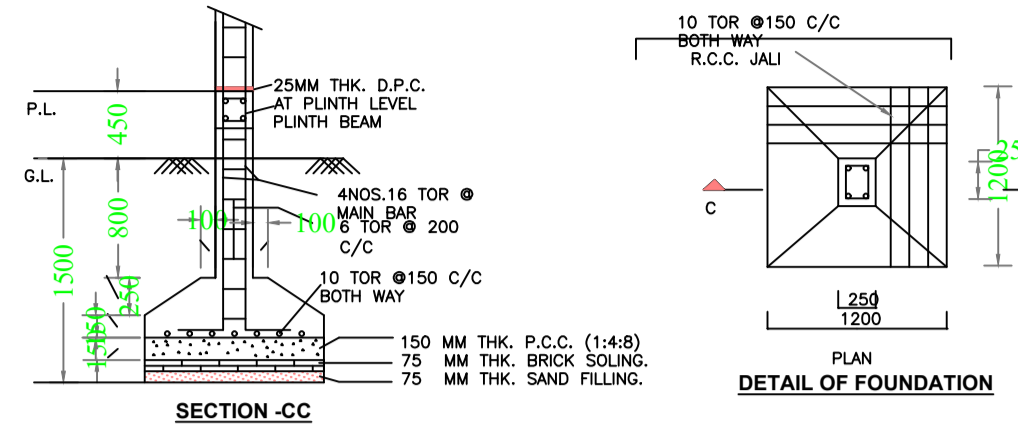 25MM THK. D.P.C.
AT PLINTH LEVEL
PLINTH BEAM
P.L.
450
G.L.
4NOS.16 TOR @
MAIN BAR
6 TOR @ 200
C/C
100
100
800
1500
250
10 TOR @150 C/C
BOTH WAY
150
150 MM THK. P.C.C. (1:4:8)
75 MM THK. BRICK SOLING.
75 MM THK. SAND FILLING.
SECTION -CC
10 TOR @150 C/C
BOTH WAY
R.C.C. JALI
1200
C
250
1200
PLAN
DETAIL OF FOUNDATION